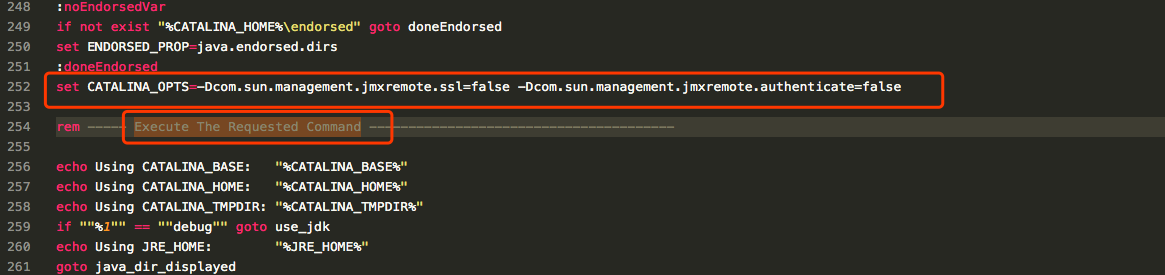 248 :noEndorsedVar
249 if not exist "%CATALINA_HOME%\endorsed" goto doneEndorsed
250 set ENDORSED_PROP=java.endorsed.dirs
251 :doneEndorsed
252 set CATALINA_OPTS=-Dcom.sun.management.jmxremote.ssl=false -Dcom.sun.management.jmxremote.authenticate=false
253
254 rem ----- Execute The Requested Command ---------------------------------------
255
256 echo Using CATALINA_BASE:   "%CATALINA_BASE%"
257 echo Using CATALINA_HOME:   "%CATALINA_HOME%"
258 echo Using CATALINA_TMPDIR: "%CATALINA_TMPDIR%"
259 if ""%1"" == ""debug"" goto use_jdk
260 echo Using JRE_HOME:        "%JRE_HOME%"
261 goto java_dir_displayed